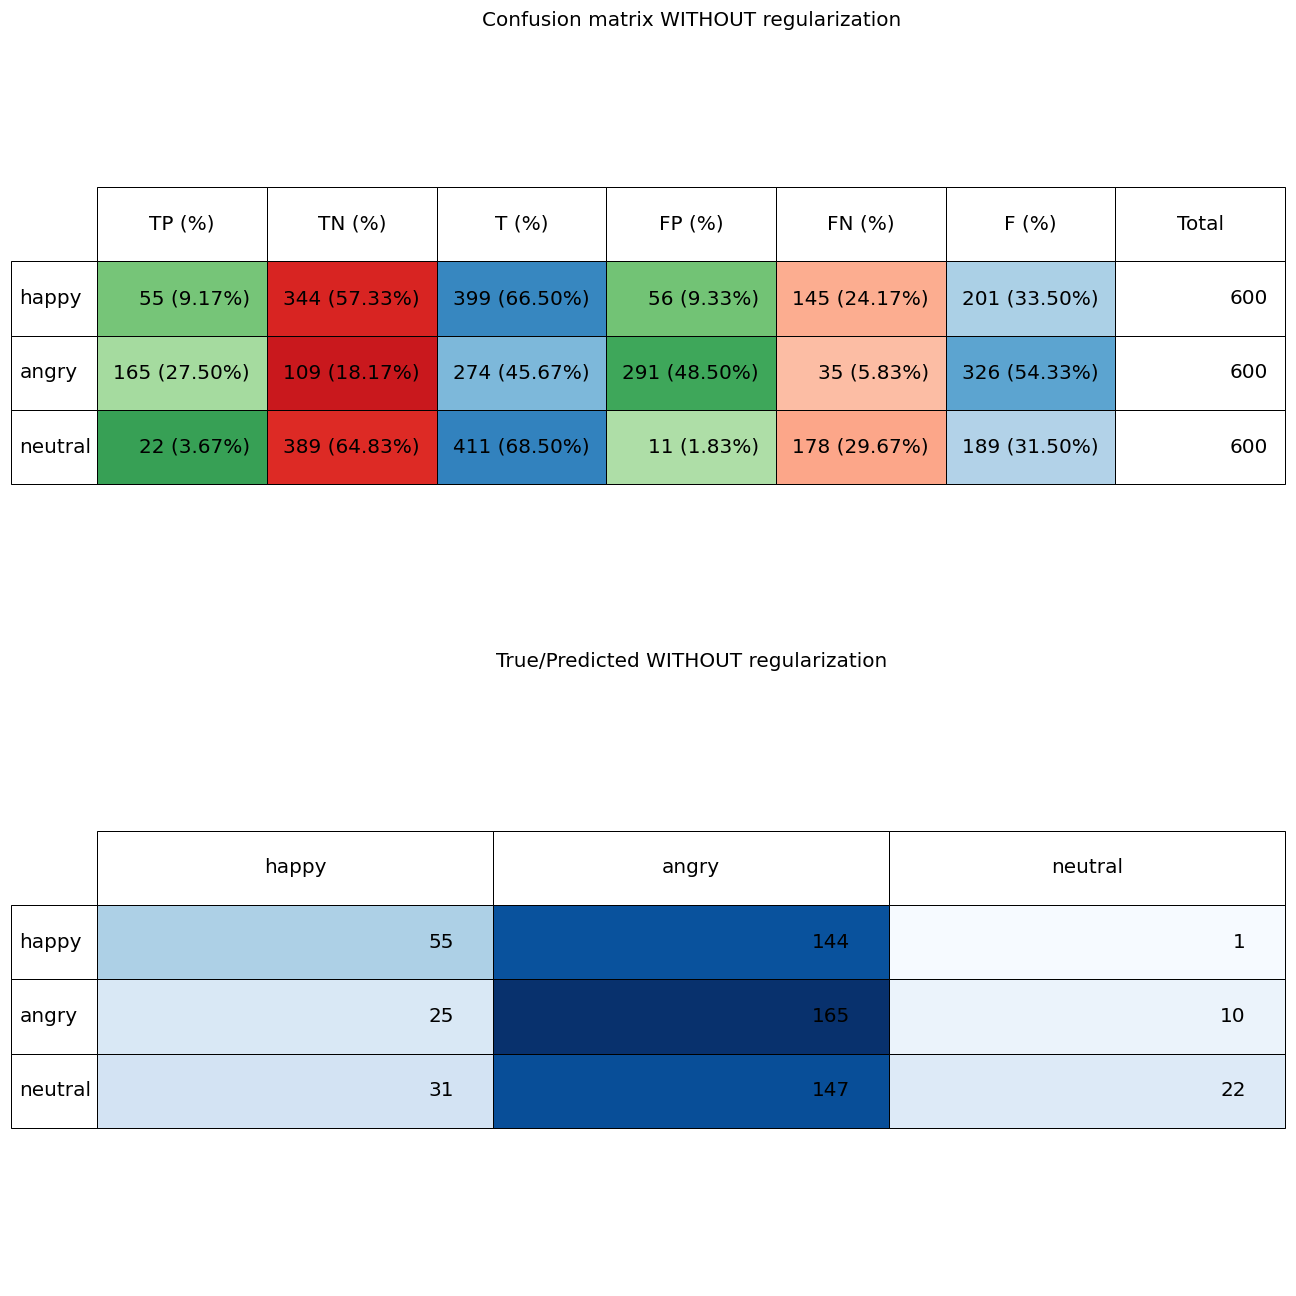 Confusion matrix WITHOUT regularization
TP (%) TN (%) T (%) FP (%) FN (%) F (%) Total
happy 55 (9.17%) 344 (57.33%) 399 (66.50%) 56 (9.33%) 145 (24.17%) 201 (33.50%) 600
angry 165 (27.50%) 109 (18.17%) 274 (45.67%) 291 (48.50%) 35 (5.83%) 326 (54.33%) 600
neutral 22 (3.67%) 389 (64.83%) 411 (68.50%) 11 (1.83%) 178 (29.67%) 189 (31.50%) 600
True/Predicted WITHOUT regularization
happy angry neutral
happy 55 144 1
angry 25 165 10
neutral 31 147 22